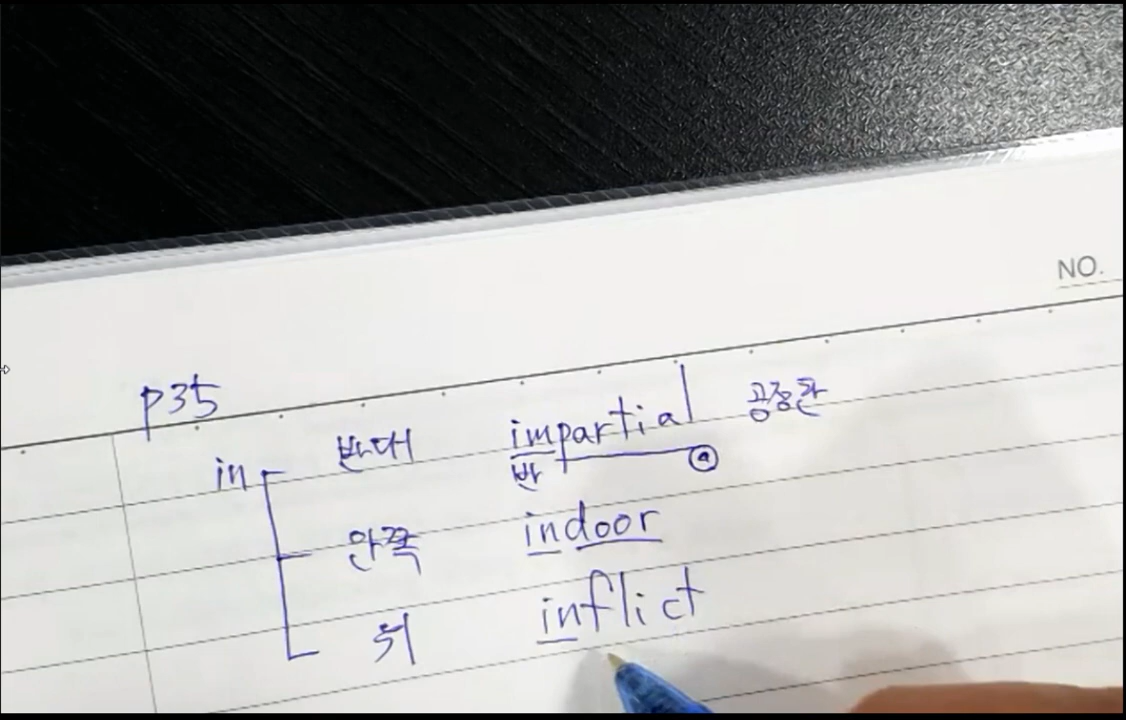 NO.
p35
in 반대 impartial 공정한
반 ⓐ
안쪽 indoor
위 inflict